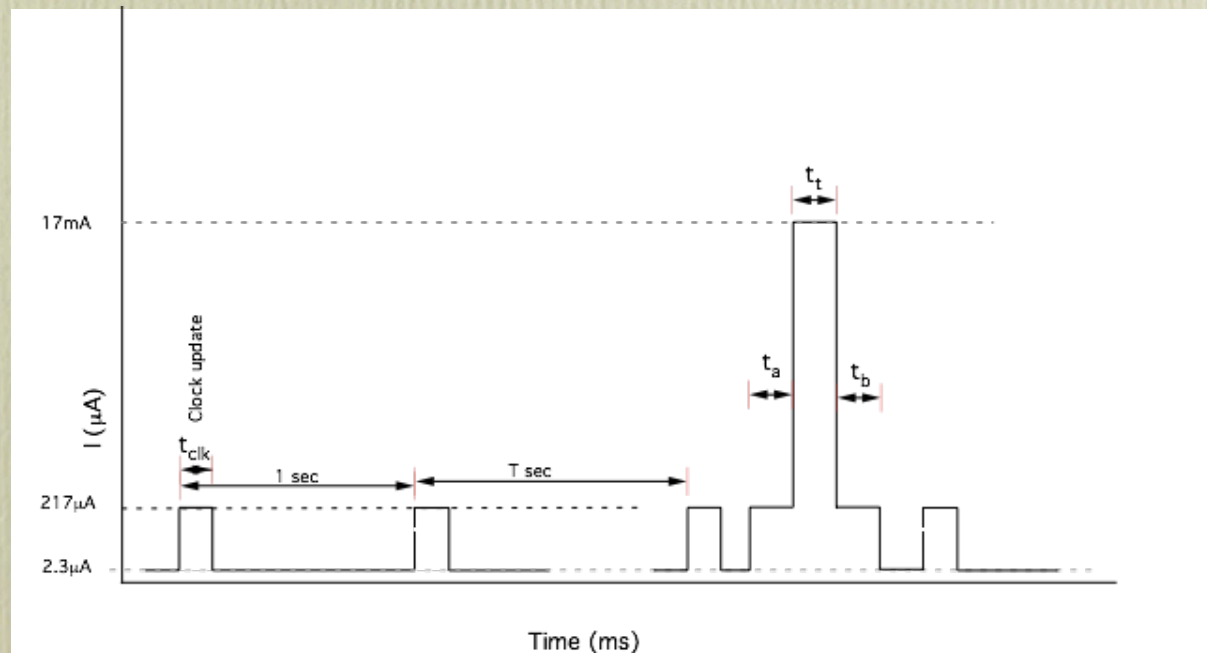 t_t
17mA
Clock update
t_a
t_b
I (μA)
t_clk
1 sec
T sec
217μA
2.3μA
Time (ms)